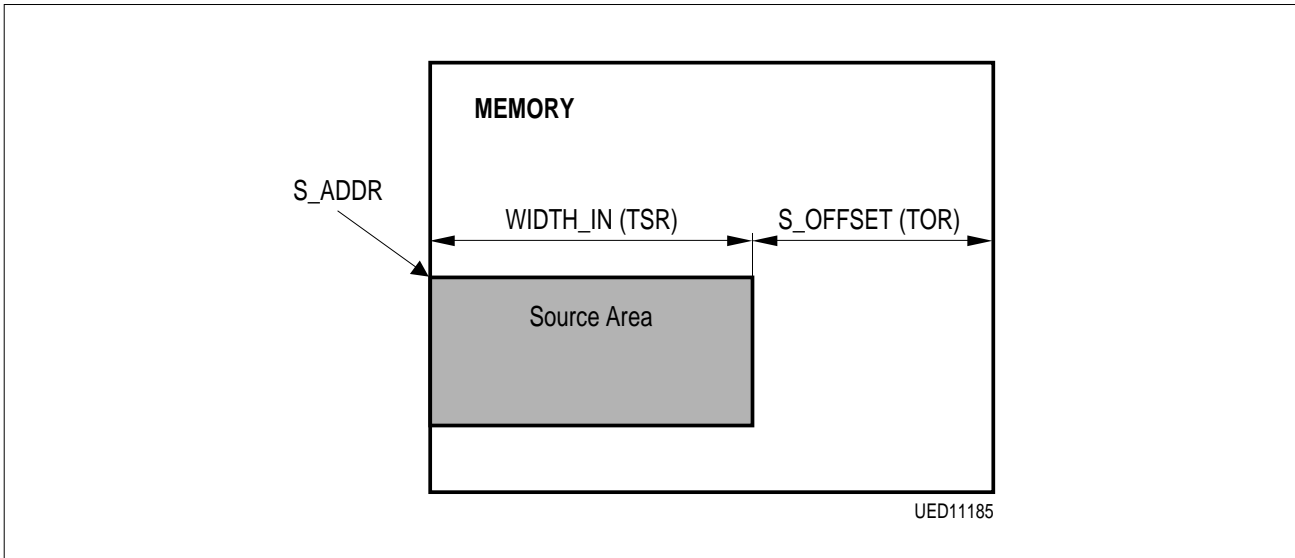 MEMORY
S_ADDR
WIDTH_IN (TSR)
S_OFFSET (TOR)
Source Area
UED11185